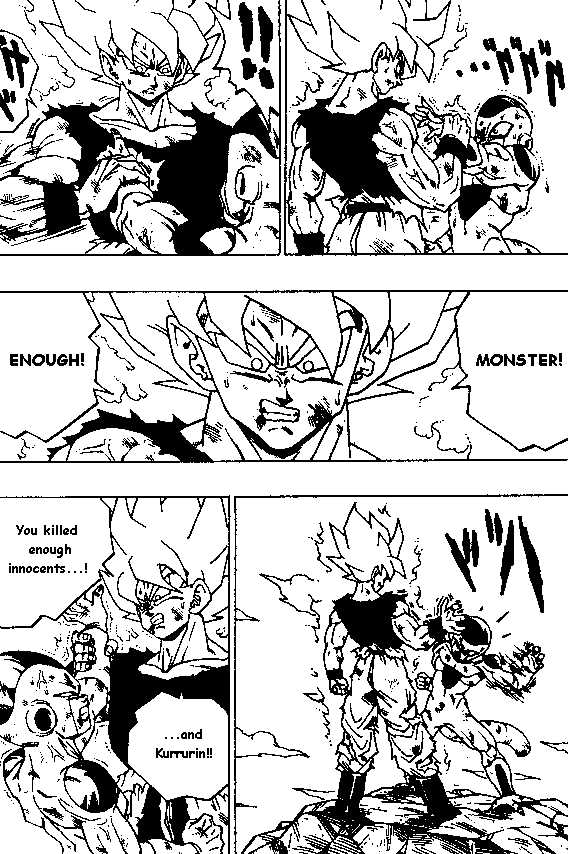 !!
ENOUGH!
MONSTER!
You killed
enough
innocents...!
...and
Kurrurin!!